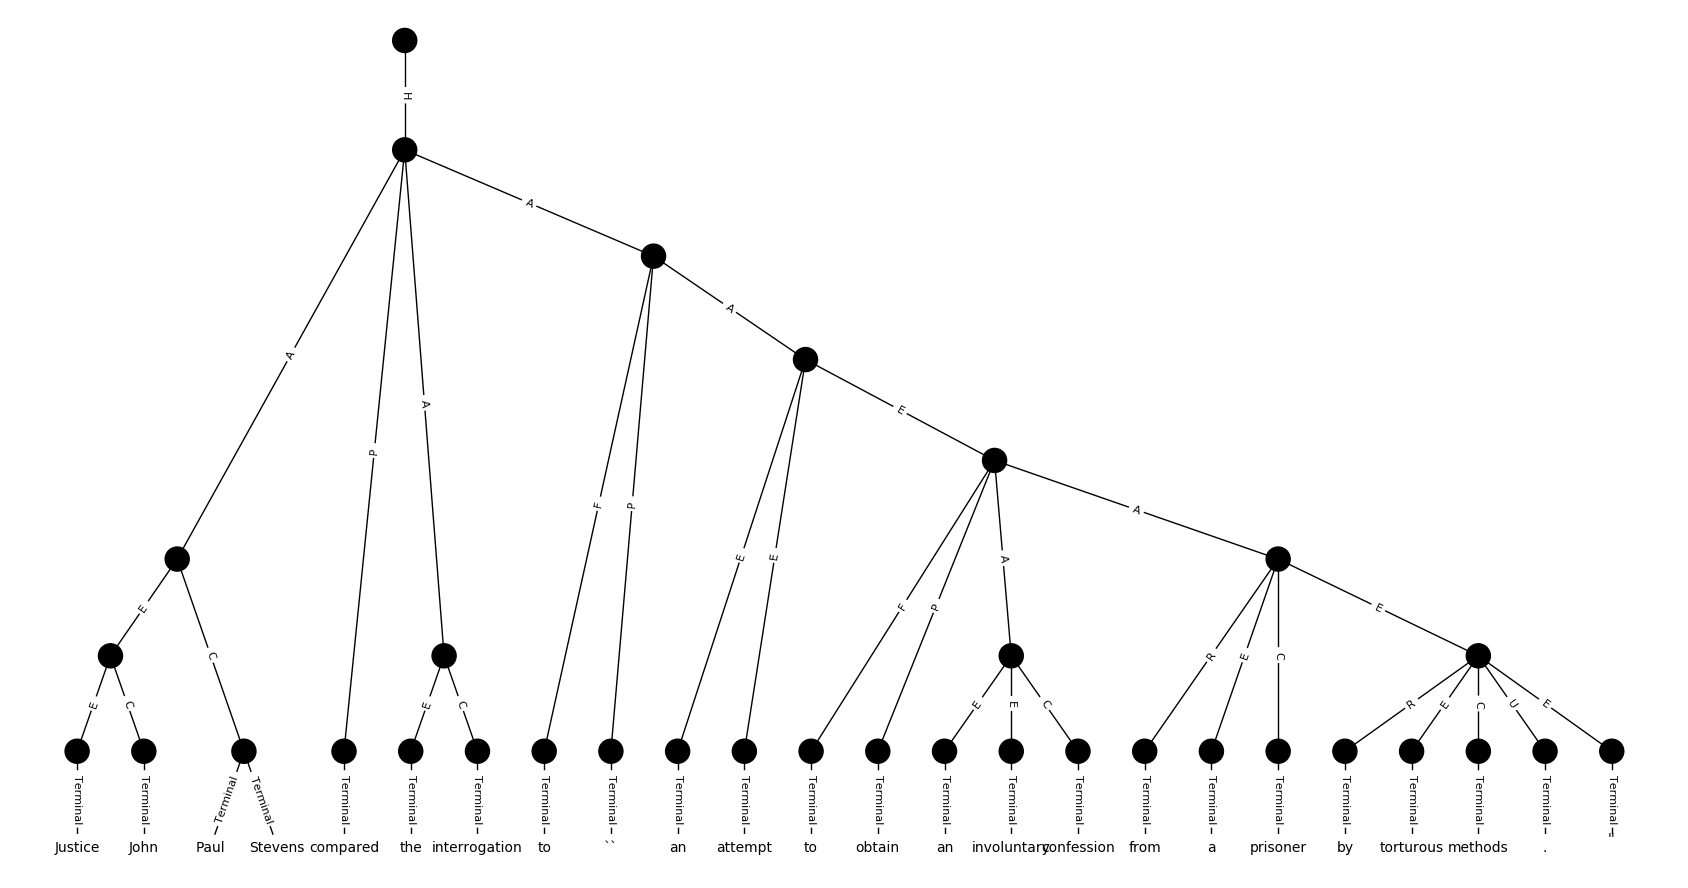 H
A
A
A
P
A
E
F
P
E
E
A
A
E
C
F
P
R
E
C
E
E
C
E
C
E
E
C
R
E
C
U
E
Terminal Terminal Terminal Terminal Terminal Terminal Terminal Terminal Terminal Terminal Terminal Terminal Terminal Terminal Terminal Terminal Terminal Terminal Terminal Terminal Terminal Terminal Terminal Terminal
Justice John Paul Stevens compared the interrogation to `` an attempt to obtain an involuntary confession from a prisoner by torturous methods . "